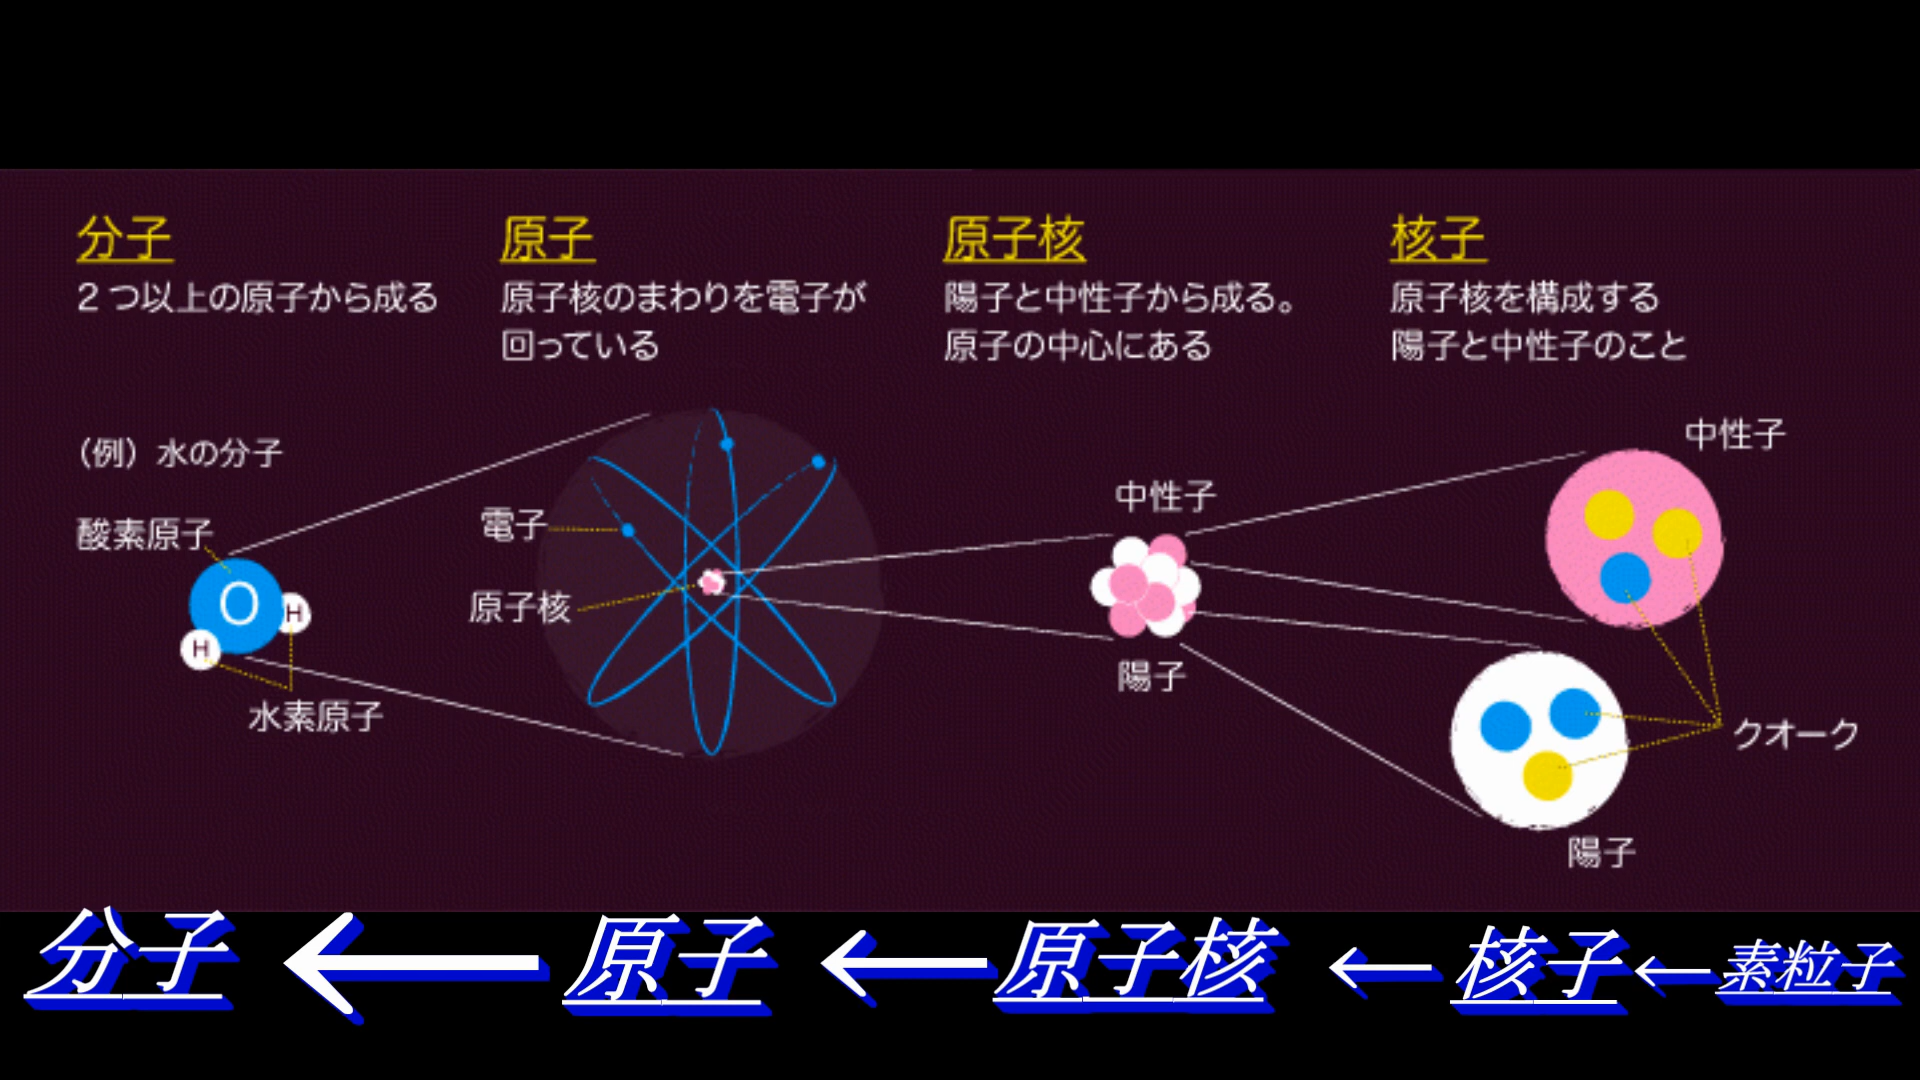 分子
２つ以上の原子から成る
原子
原子核のまわりを電子が
回っている
原子核
陽子と中性子から成る。
原子の中心にある
核子
原子核を構成する
陽子と中性子のこと
（例）水の分子
酸素原子
O
H
H
水素原子
電子
原子核
中性子
陽子
中性子
クオーク
陽子
分子←原子←原子核←核子←素粒子